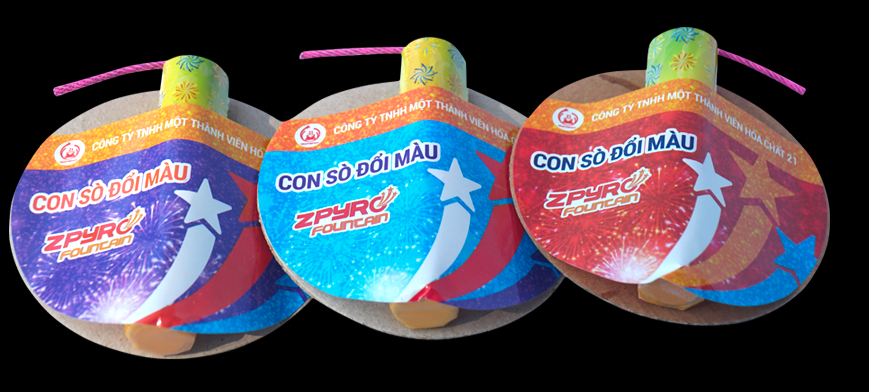 CÔNG TY TNHH MỘT THÀNH VIÊN HÓA
CON SÒ ĐỔI MÀU
ZPYRO
FOUNTAIN
CÔNG TY TNHH MỘT THÀNH VIÊN HÓA
CON SÒ ĐỔI MÀU
ZPYRO
FOUNTAIN
CÔNG TY TNHH MỘT THÀNH VIÊN HÓA CHẤT 21
CON SÒ ĐỔI MÀU
ZPYRO
FOUNTAIN